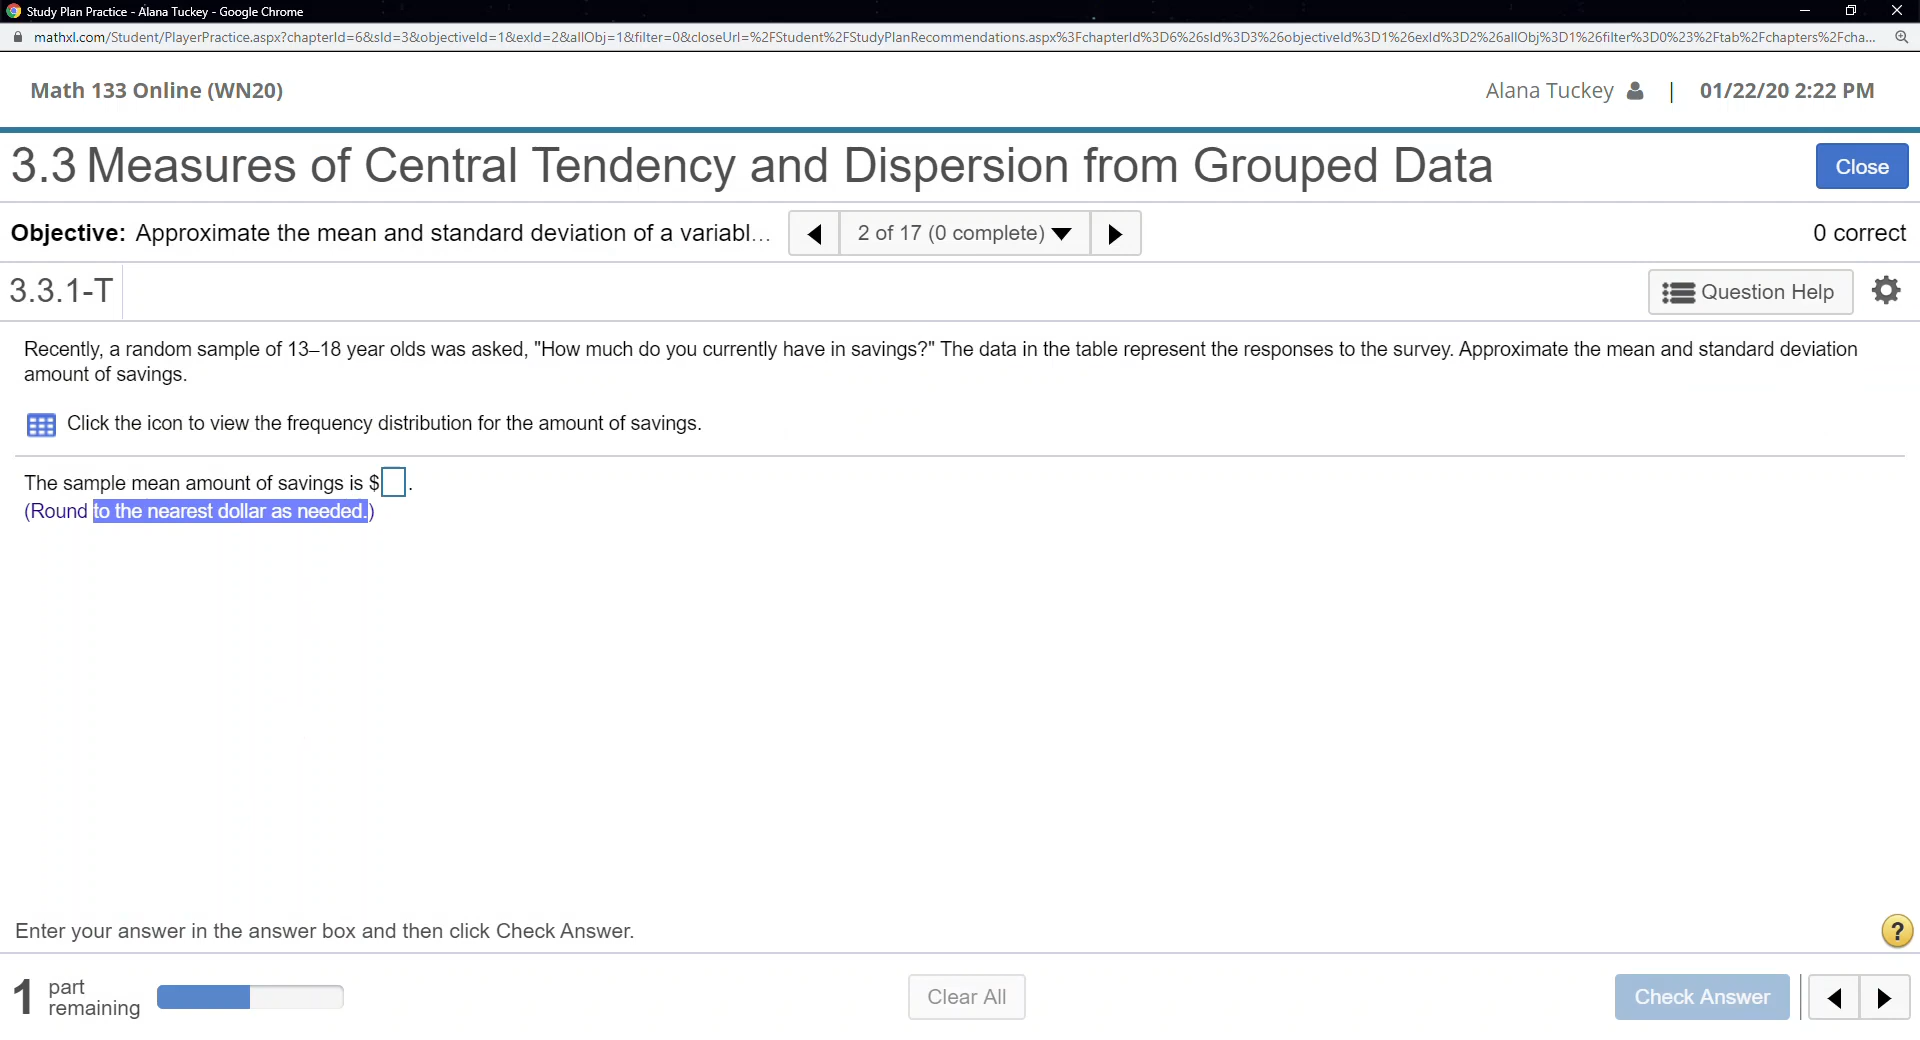 Study Plan Practice - Alana Tuckey - Google Chrome
mathxl.com/Student/PlayerPractice.aspx?chapterId=6&sId=3&objectiveId=1&exId=2&allObj=1&filter=0&closeUrl=%2FStudent%2FStudyPlanRecommendations.aspx%3FchapterId%3D6%26sId%3D3%26objectiveId%3D1%26exId%3D2%26allObj%3D1%26filter%3D0%23%2Ftab%2Fchapters%2Fcha...
Math 133 Online (WN20)
Alana Tuckey | 01/22/20 2:22 PM
3.3 Measures of Central Tendency and Dispersion from Grouped Data
Close
Objective: Approximate the mean and standard deviation of a variabl...
2 of 17 (0 complete)
0 correct
3.3.1-T
Question Help
Recently, a random sample of 13–18 year olds was asked, "How much do you currently have in savings?" The data in the table represent the responses to the survey. Approximate the mean and standard deviation
amount of savings.
Click the icon to view the frequency distribution for the amount of savings.
The sample mean amount of savings is $ .
(Round to the nearest dollar as needed.)
Enter your answer in the answer box and then click Check Answer.
?
1 part
remaining
Clear All
Check Answer